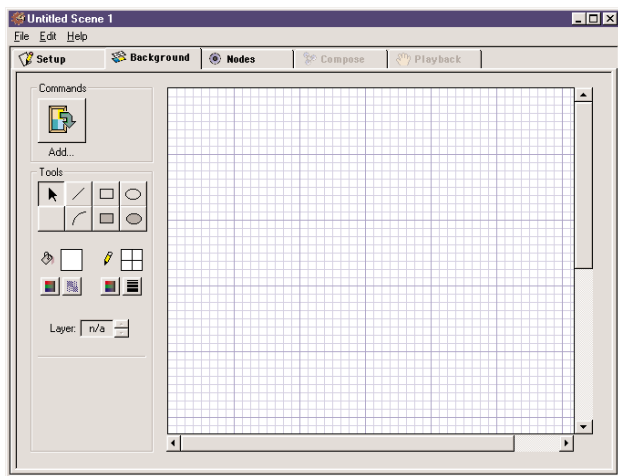 Untitled Scene 1
File Edit Help
Setup Background Nodes Compose Playback
Commands
Add...
Tools
Layer: n/a